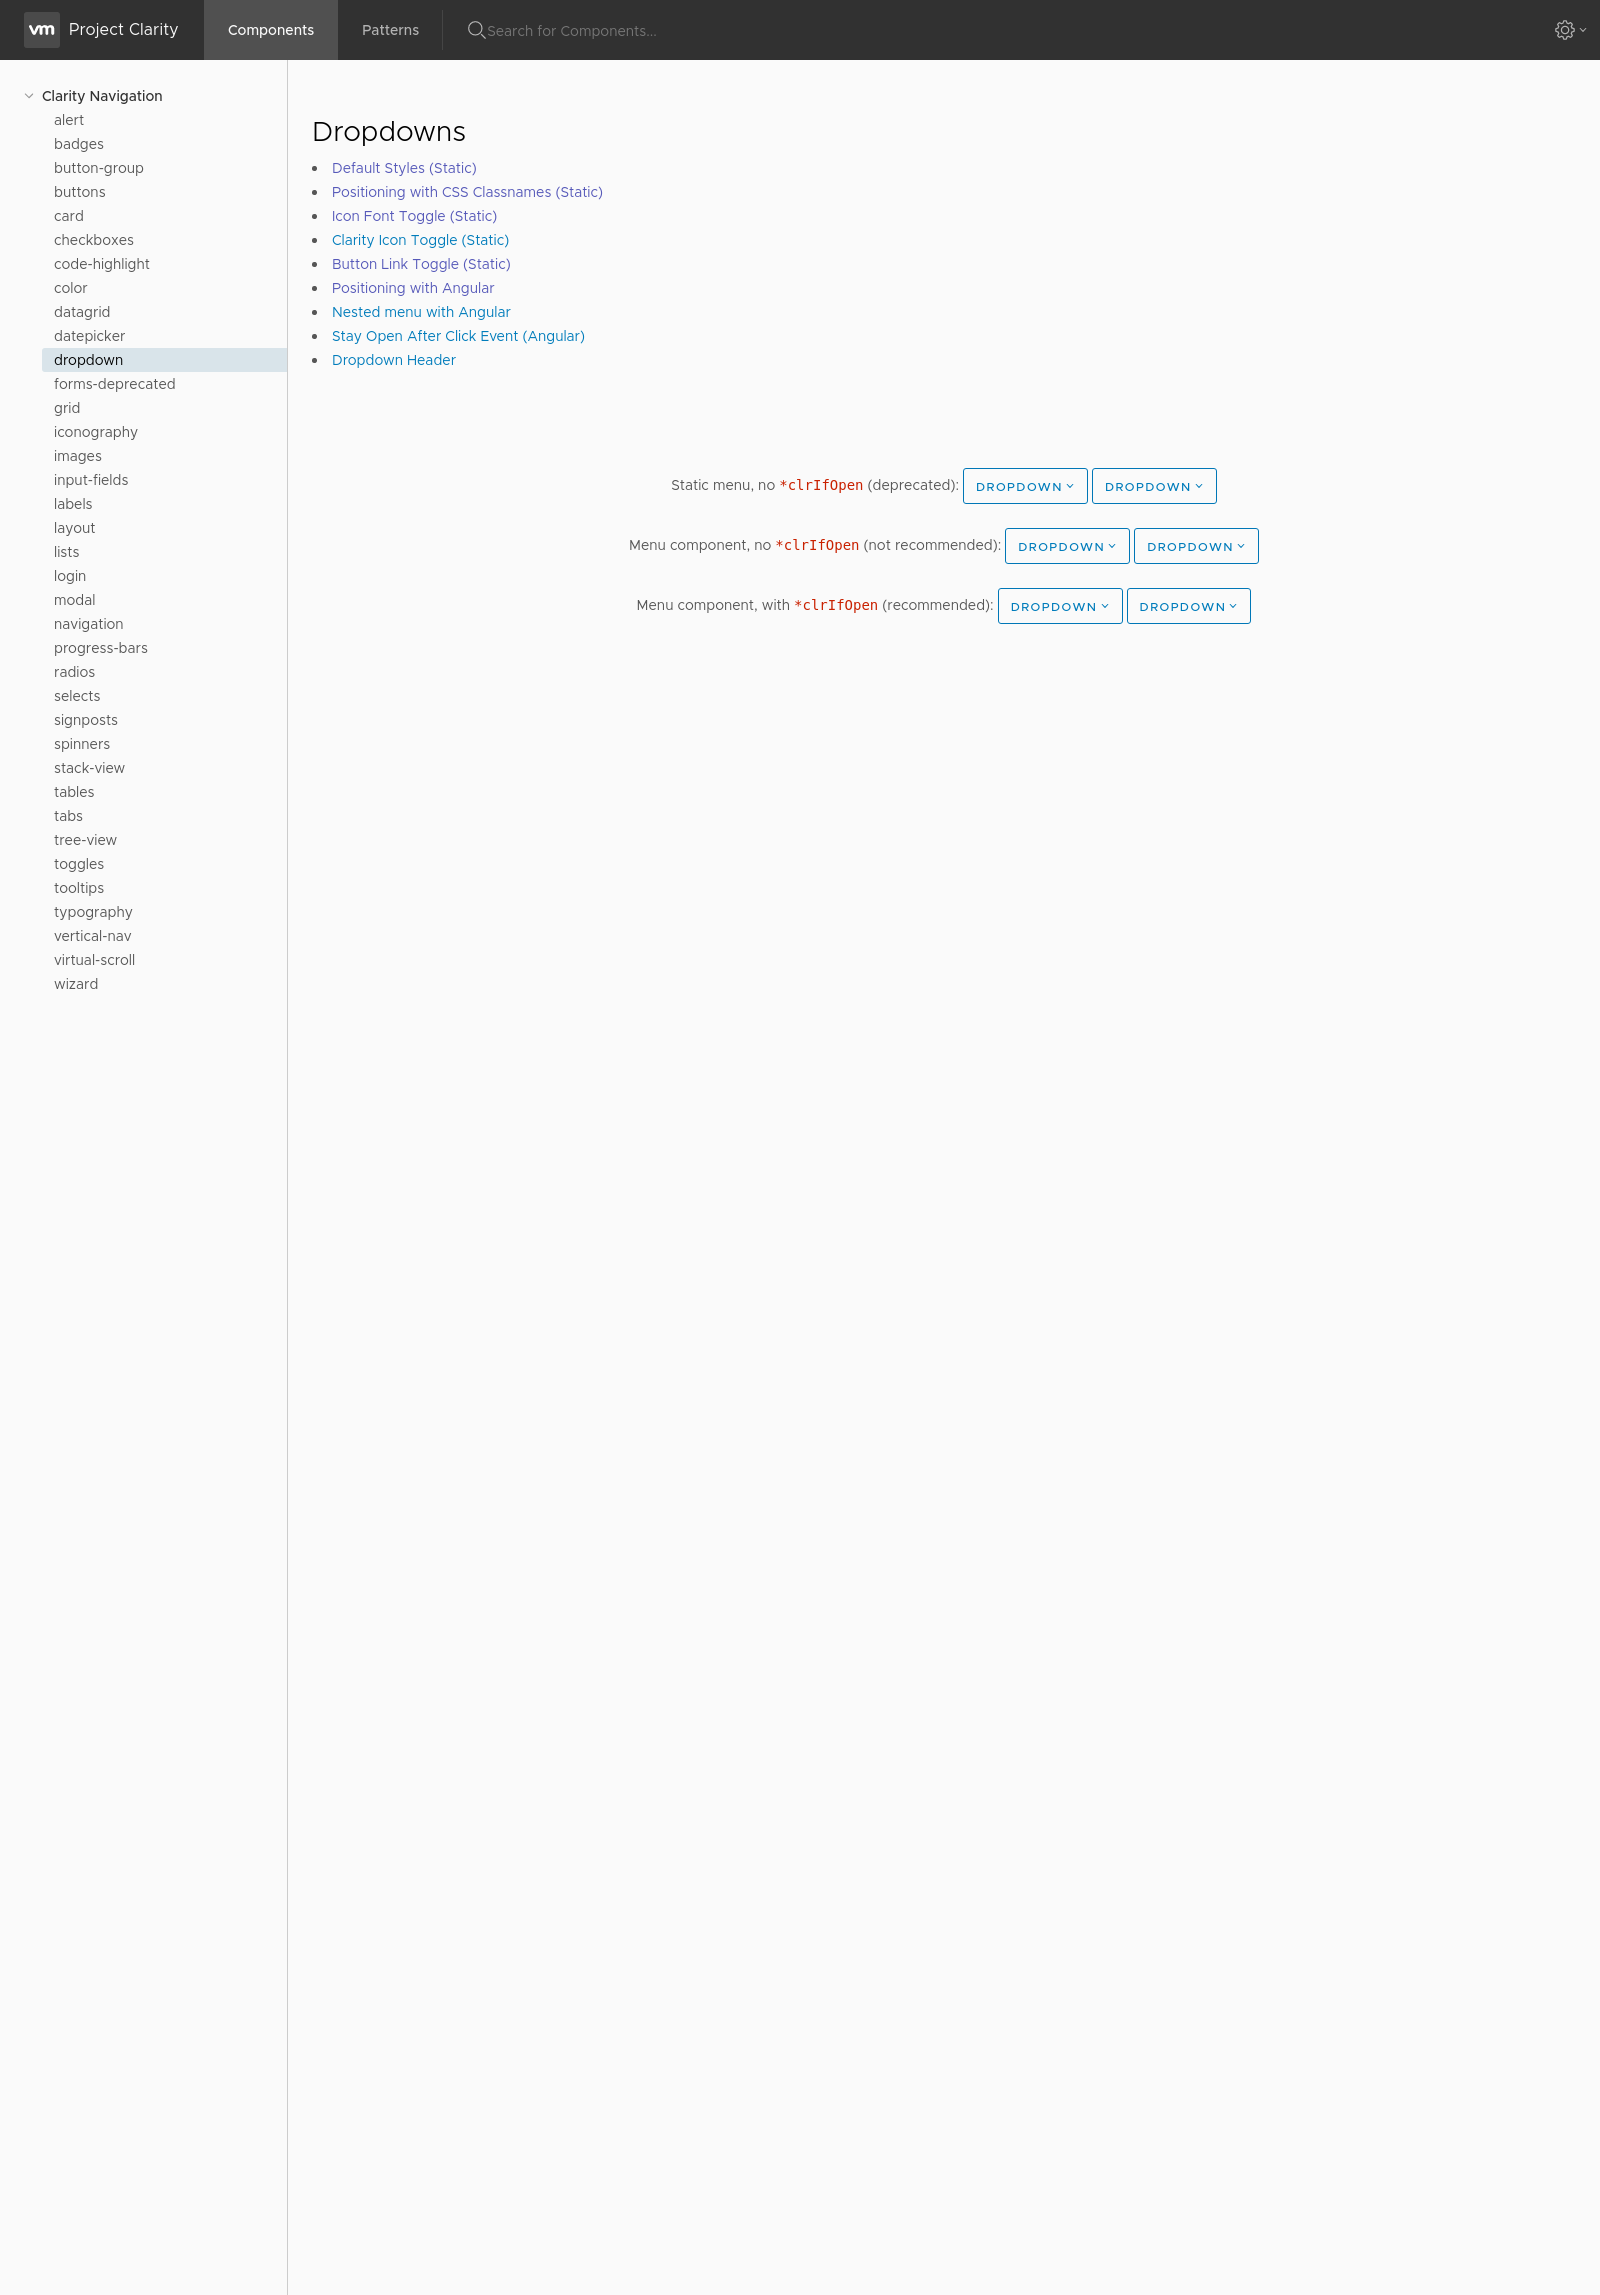 vm Project Clarity Components Patterns Search for Components...
Clarity Navigation
alert
badges
button-group
buttons
card
checkboxes
code-highlight
color
datagrid
datepicker
dropdown
forms-deprecated
grid
iconography
images
input-fields
labels
layout
lists
login
modal
navigation
progress-bars
radios
selects
signposts
spinners
stack-view
tables
tabs
tree-view
toggles
tooltips
typography
vertical-nav
virtual-scroll
wizard
Dropdowns
Default Styles (Static)
Positioning with CSS Classnames (Static)
Icon Font Toggle (Static)
Clarity Icon Toggle (Static)
Button Link Toggle (Static)
Positioning with Angular
Nested menu with Angular
Stay Open After Click Event (Angular)
Dropdown Header
Static menu, no *clrIfOpen (deprecated): DROPDOWN DROPDOWN
Menu component, no *clrIfOpen (not recommended): DROPDOWN DROPDOWN
Menu component, with *clrIfOpen (recommended): DROPDOWN DROPDOWN